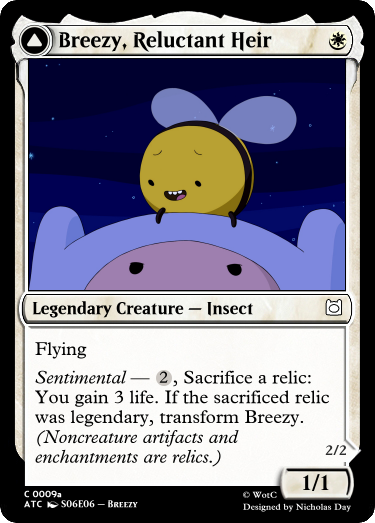 Breezy, Reluctant Heir
Legendary Creature — Insect
Flying
Sentimental — 2, Sacrifice a relic:
You gain 3 life. If the sacrificed relic
was legendary, transform Breezy.
(Noncreature artifacts and
enchantments are relics.)
2/2
1/1
C 0009a
ATC S06E06 — Breezy
© WotC
Designed by Nicholas Day